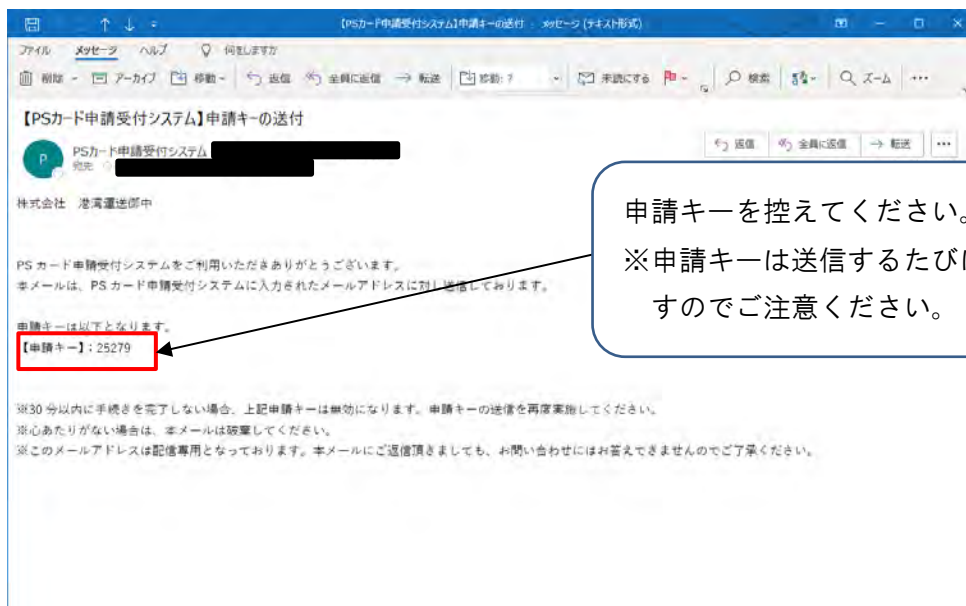 【PSカード申請受付システム】申請キーの送付 - メッセージ (テキスト形式)
ファイル メッセージ ヘルプ 何をしますか
削除 アーカイブ 移動 返信 全員に返信 転送 移動: ? 未読にする 検索 ズーム ...
【PSカード申請受付システム】申請キーの送付
P PSカード申請受付システム
宛先
返信 全員に返信 転送 ...
株式会社 港湾運送御中
申請キーを控えてください。
※申請キーは送信するたびに
すのでご注意ください。
PS カード申請受付システムをご利用いただきありがとうございます。
本メールは、PS カード申請受付システムに入力されたメールアドレスに対し送信しております。
申請キーは以下となります。
【申請キー】：25279
※30 分以内に手続きを完了しない場合、上記申請キーは無効になります。申請キーの送信を再度実施してください。
※心あたりがない場合は、本メールは破棄してください。
※このメールアドレスは配信専用となっております。本メールにご返信頂きましても、お問い合わせにはお答えできませんのでご了承ください。